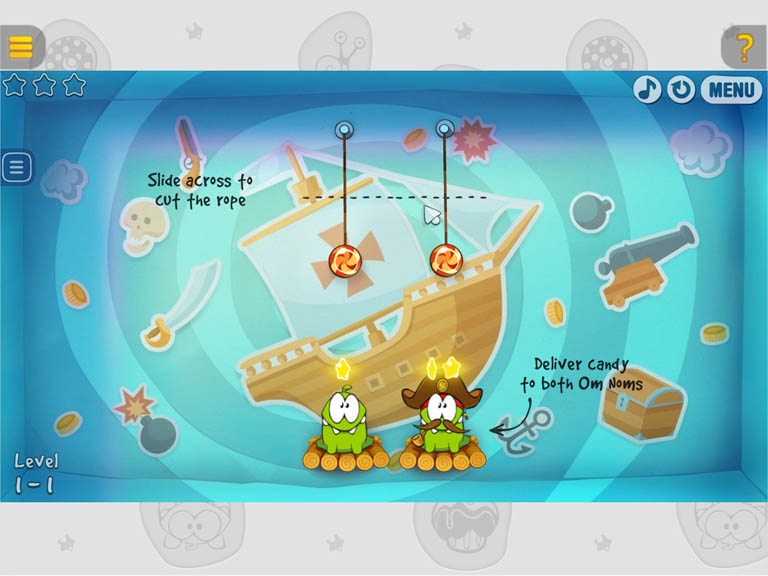 ?
MENU
Slide across to
cut the rope
Deliver candy
to both Om Noms
Level
1-1